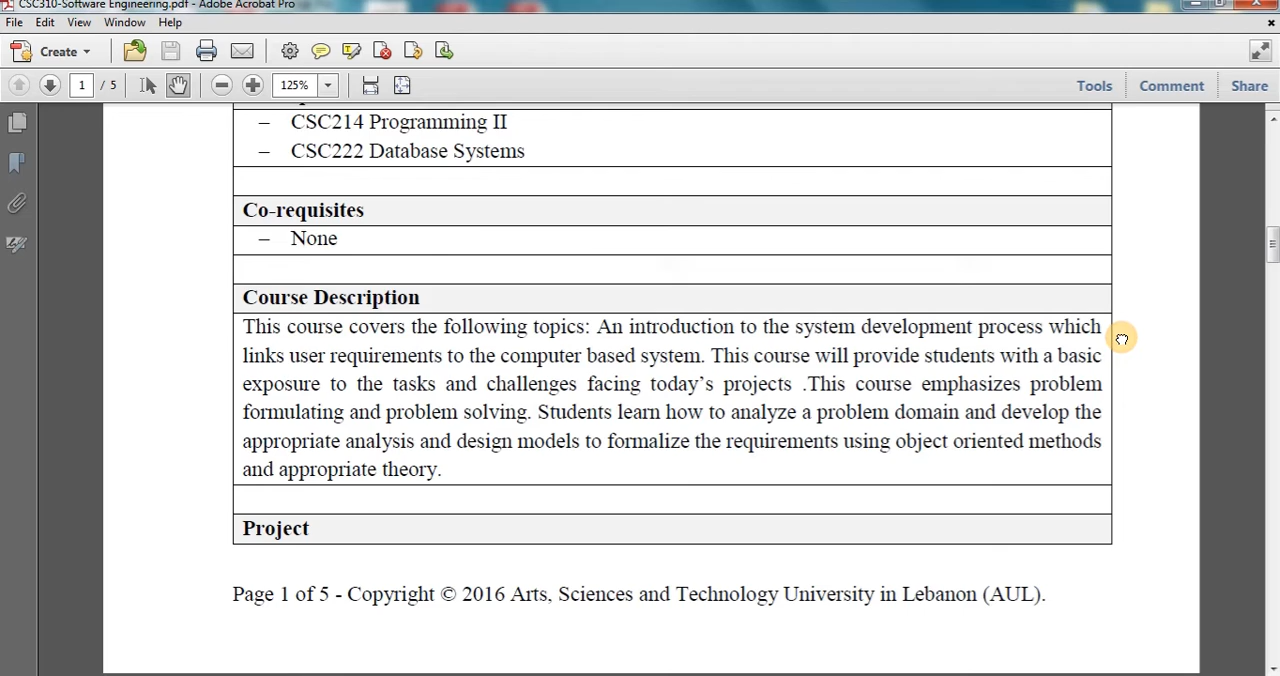 CSC310-Software Engineering.pdf - Adobe Acrobat Pro
File Edit View Window Help
Create
1 / 5 125% Tools Comment Share
– CSC214 Programming II
– CSC222 Database Systems
Co-requisites
– None
Course Description
This course covers the following topics: An introduction to the system development process which
links user requirements to the computer based system. This course will provide students with a basic
exposure to the tasks and challenges facing today’s projects .This course emphasizes problem
formulating and problem solving. Students learn how to analyze a problem domain and develop the
appropriate analysis and design models to formalize the requirements using object oriented methods
and appropriate theory.
Project
Page 1 of 5 - Copyright © 2016 Arts, Sciences and Technology University in Lebanon (AUL).